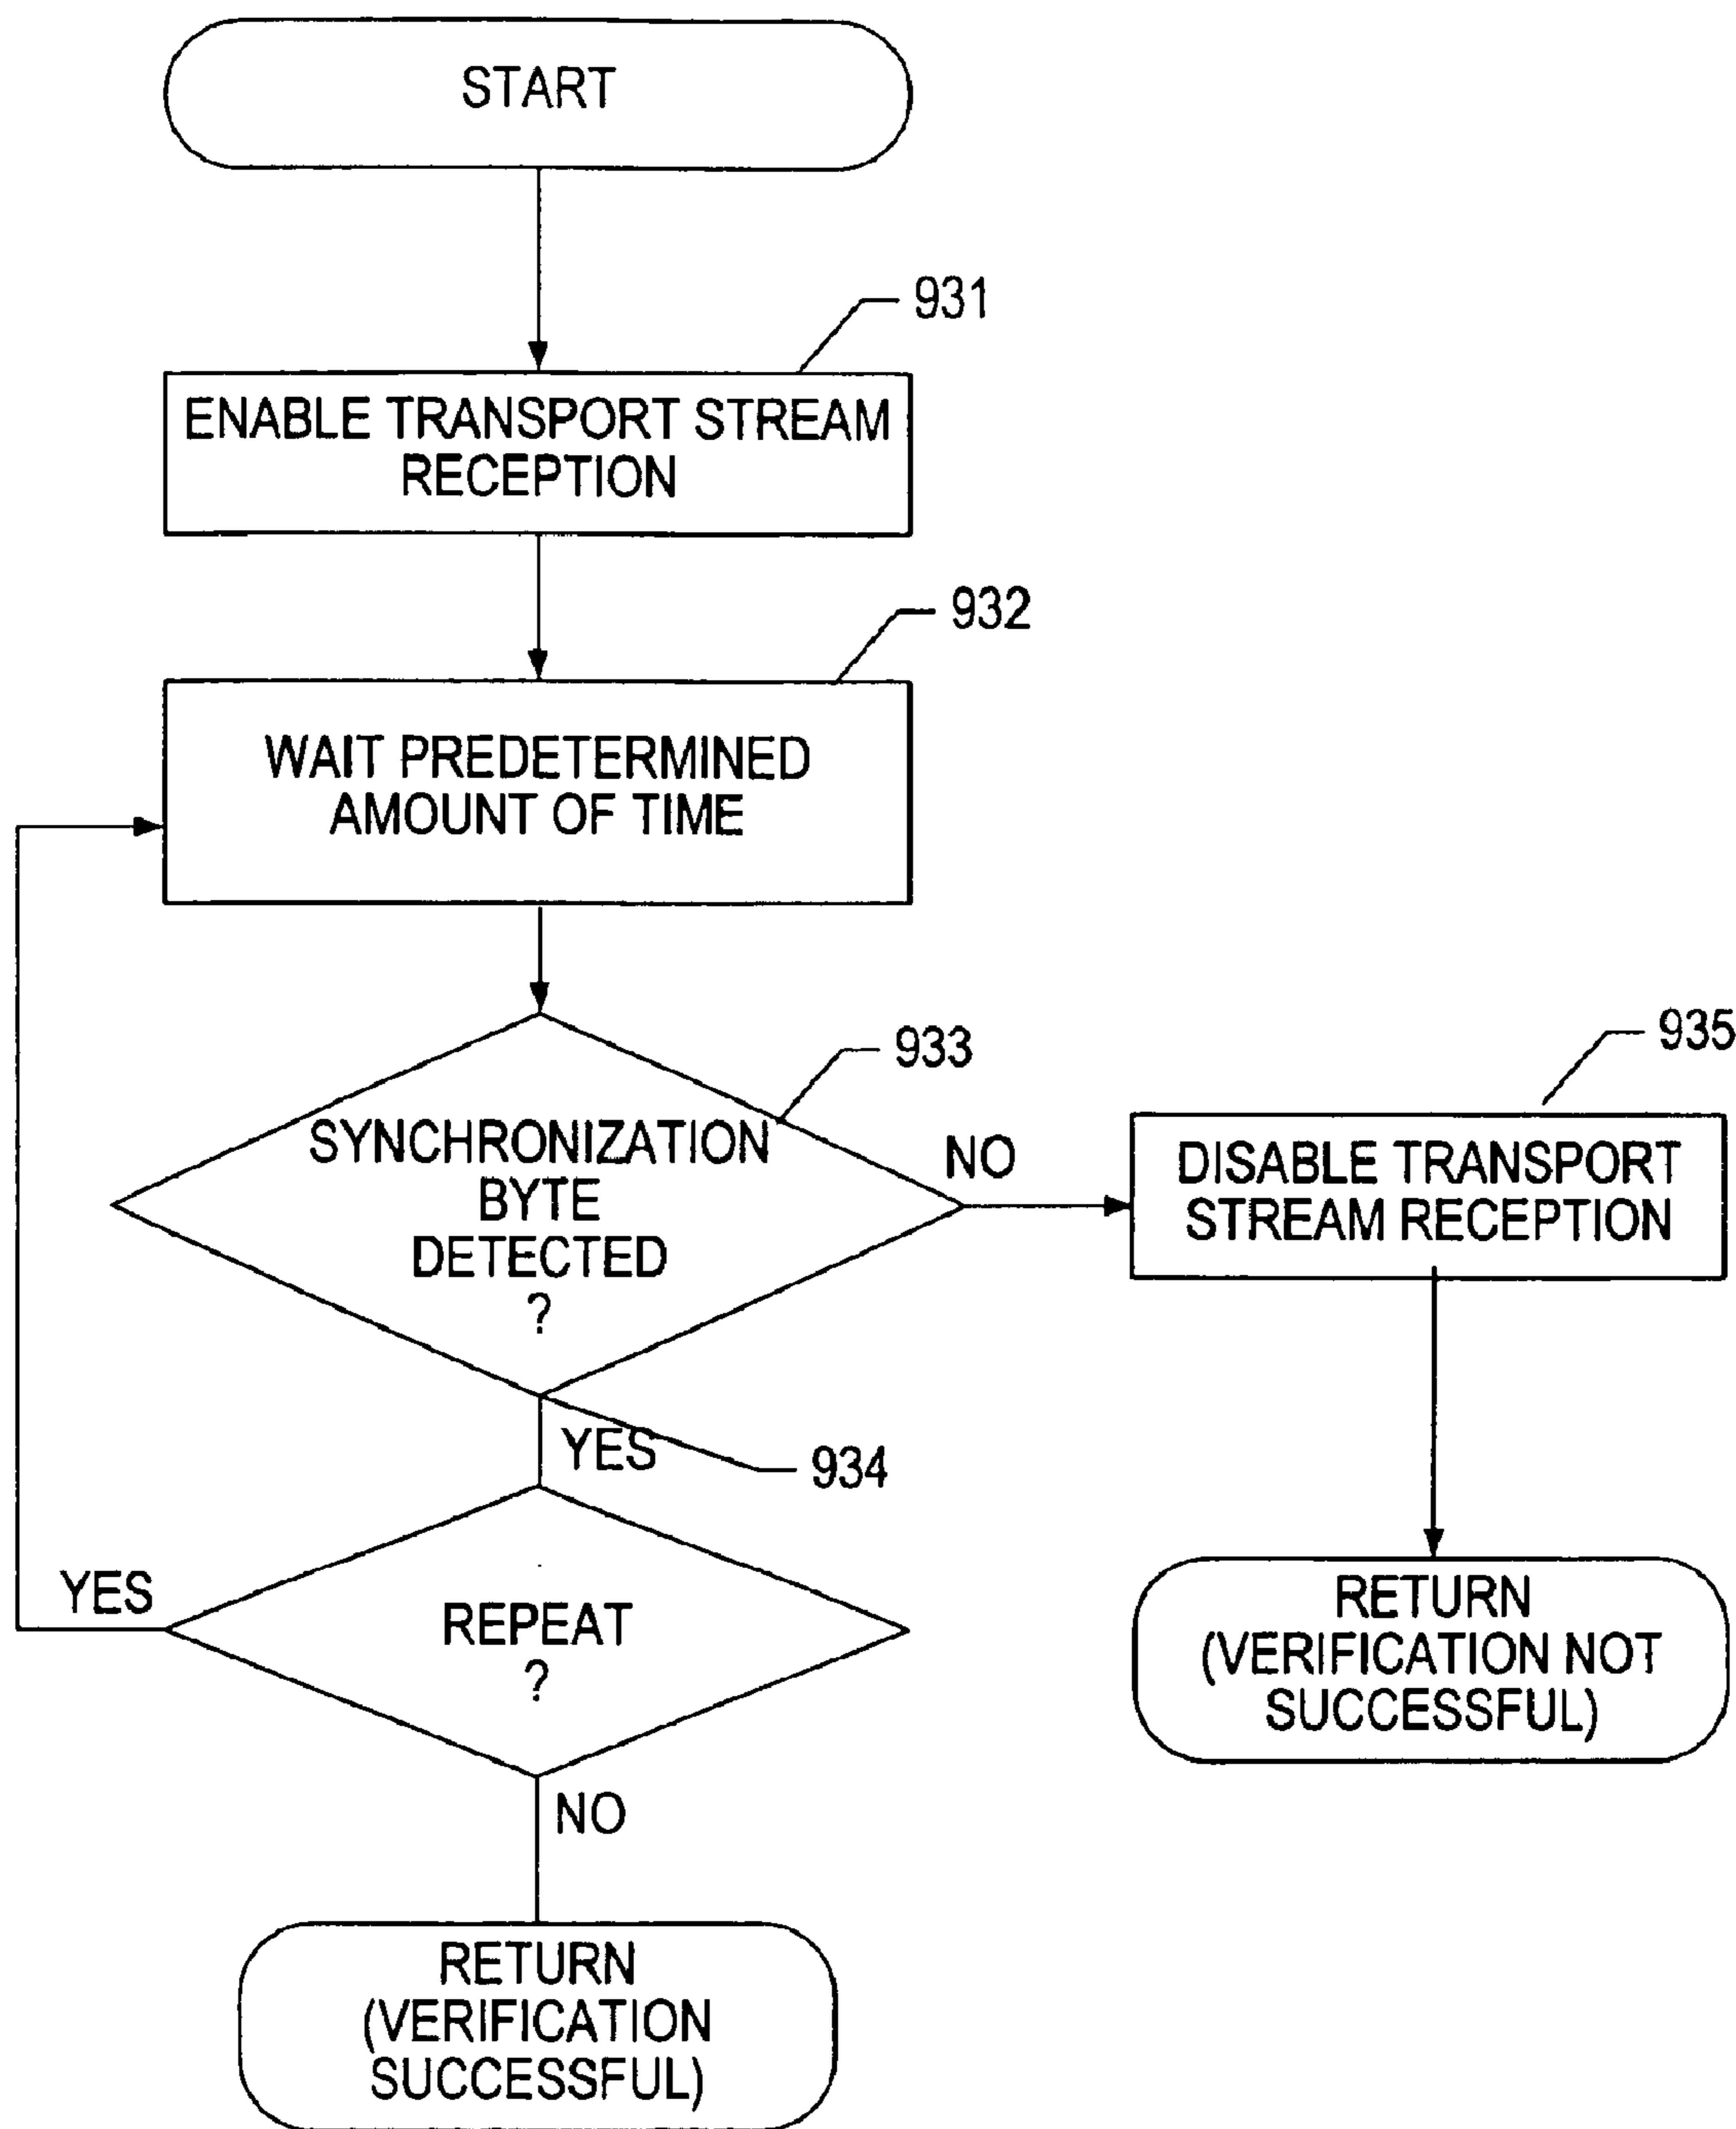 START
931
ENABLE TRANSPORT STREAM
RECEPTION
932
WAIT PREDETERMINED
AMOUNT OF TIME
933
SYNCHRONIZATION
BYTE
DETECTED
?
NO
935
DISABLE TRANSPORT
STREAM RECEPTION
YES
934
YES
REPEAT
?
RETURN
(VERIFICATION NOT
SUCCESSFUL)
NO
RETURN
(VERIFICATION
SUCCESSFUL)